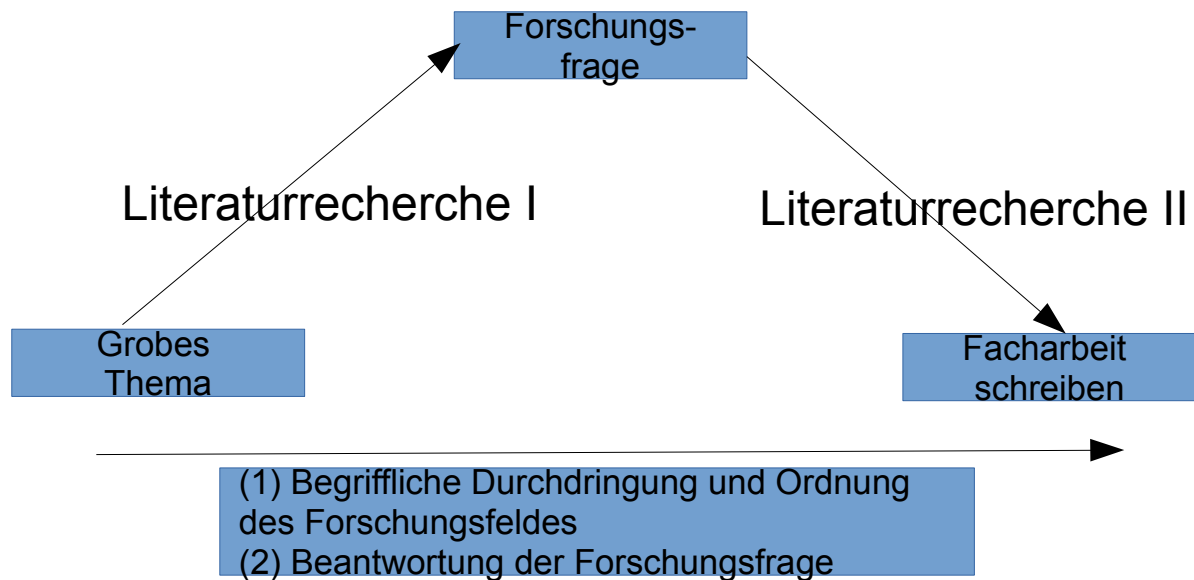 Forschungs-
frage
Literaturrecherche I
Literaturrecherche II
Grobes
Thema
Facharbeit
schreiben
(1) Begriffliche Durchdringung und Ordnung
des Forschungsfeldes
(2) Beantwortung der Forschungsfrage